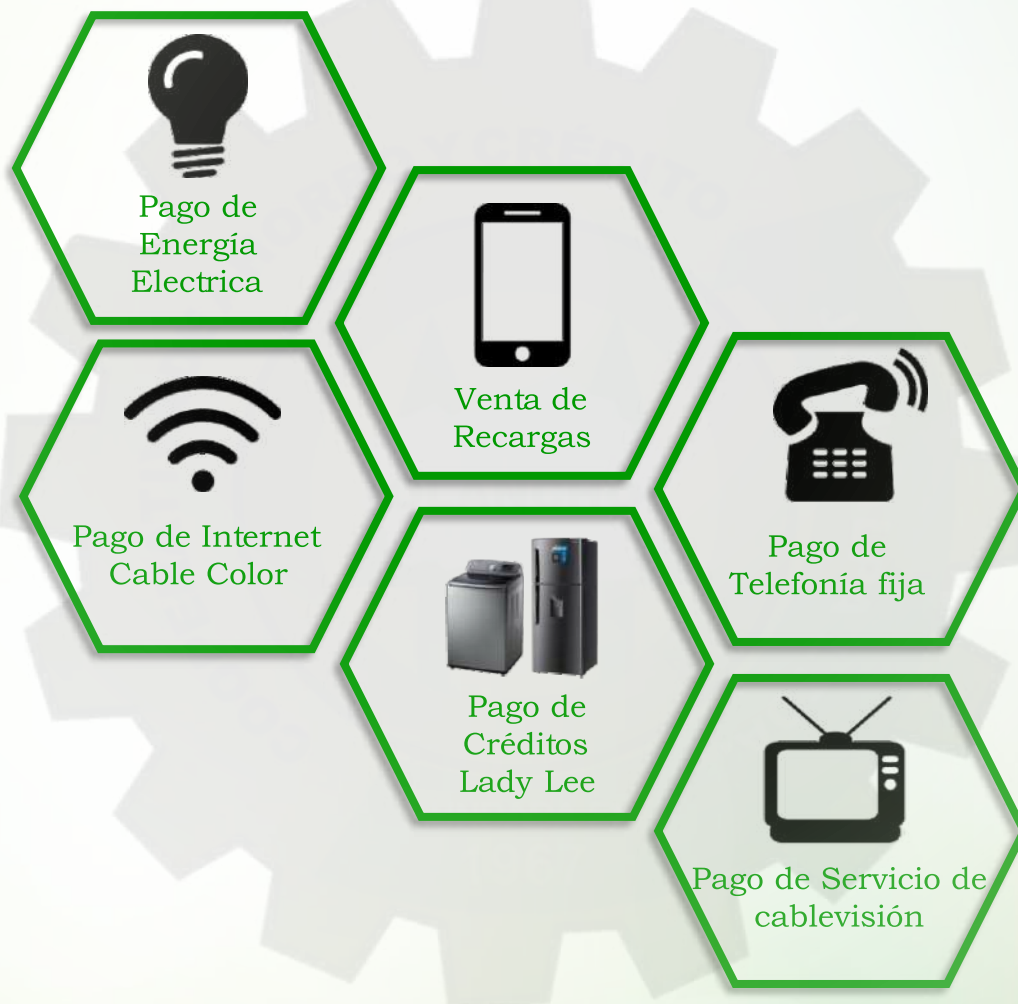 Pago de
Energía
Electrica
Venta de
Recargas
Pago de Internet
Cable Color
Pago de
Telefonía fija
Pago de
Créditos
Lady Lee
Pago de Servicio de
cablevisión